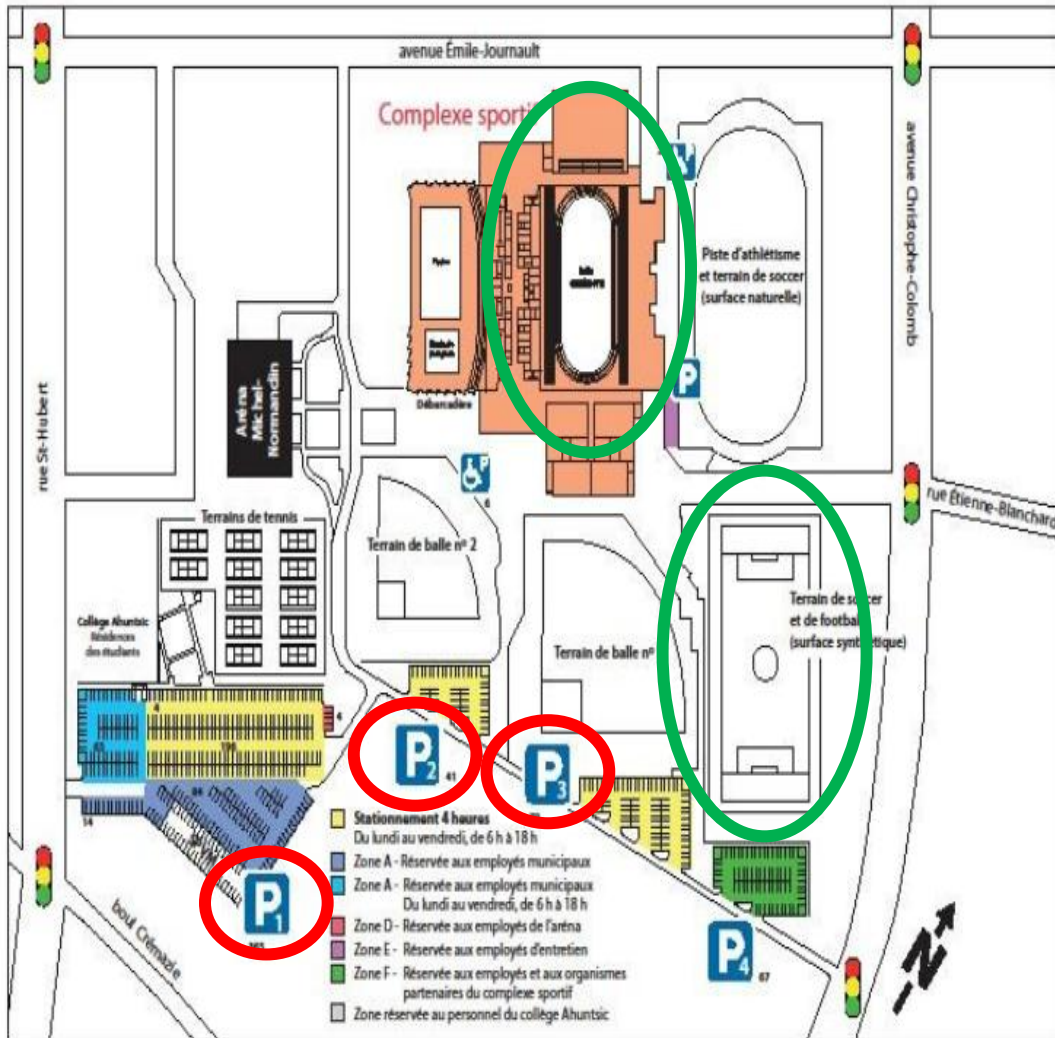 avenue Émile-Journault
Complexe sportif
avenue Christophe-Colomb
Piste d'athlétisme
et terrain de soccer
(surface naturelle)
P
Débarcadère
Aréna
Michel-
Normandin
rue St-Hubert
P
6
rue Étienne-Blanchard
Terrains de tennis
Terrain de balle nº 2
Collège Ahuntsic
Résidences
des étudiants
Terrain de balle nº
Terrain de soccer
et de football
(surface synthétique)
4
4
P2
41
P3
14
P1
P4
67
Stationnement 4 heures
Du lundi au vendredi, de 6 h à 18 h
Zone A - Réservée aux employés municipaux
Zone A - Réservée aux employés municipaux
Du lundi au vendredi, de 6 h à 18 h
Zone D - Réservée aux employés de l'aréna
Zone E - Réservée aux employés d'entretien
Zone F - Réservée aux employés et aux organismes
partenaires du complexe sportif
Zone réservée au personnel du collège Ahuntsic
boul Crémazie
N